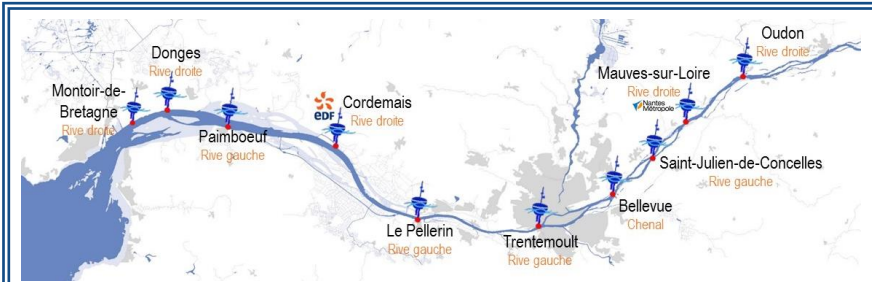 Oudon
Rive droite
Donges
Rive droite
Mauves-sur-Loire
Rive droite
Nantes
Métropole
Montoir-de-
Bretagne
Rive droite
eDF
Cordemais
Rive droite
Paimboeuf
Rive gauche
Saint-Julien-de-Concelles
Rive gauche
Bellevue
Chenal
Le Pellerin
Rive gauche
Trentemoult
Rive gauche